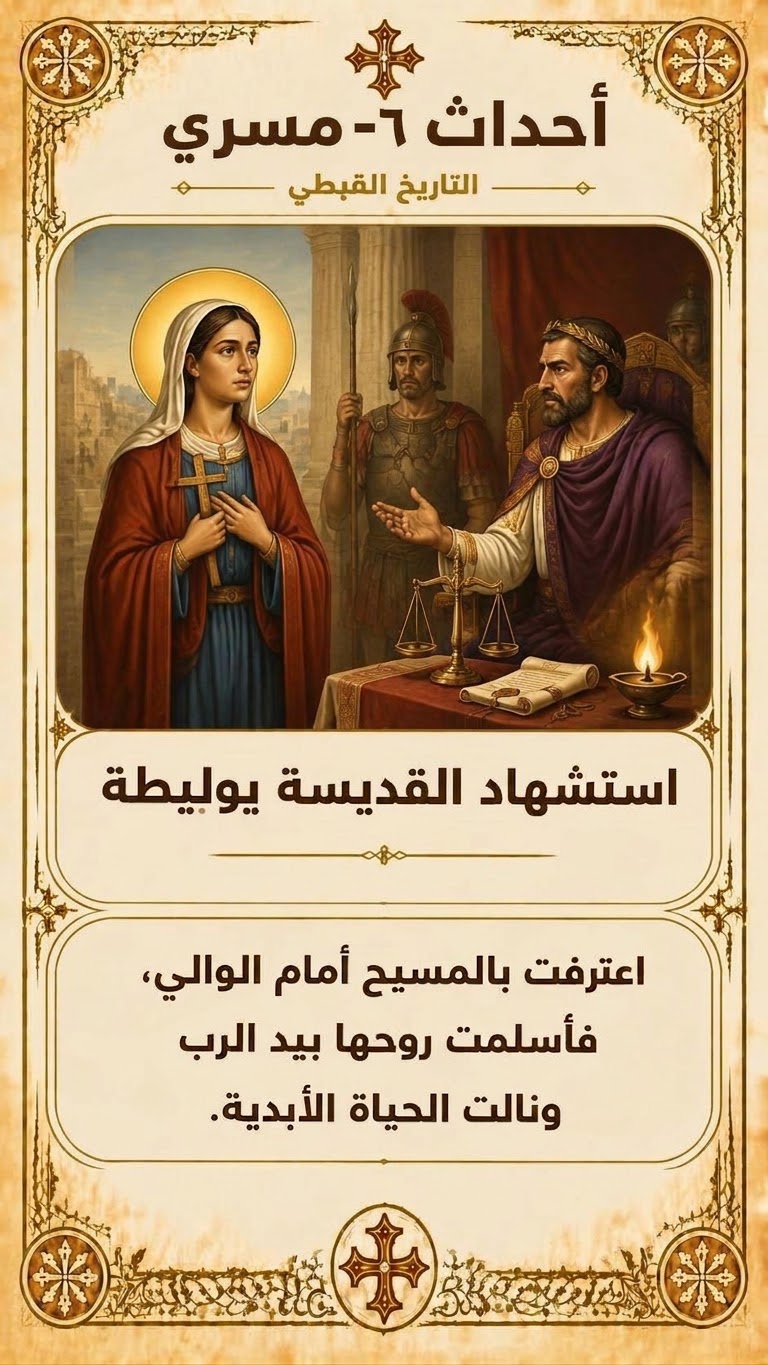 أحداث ٦- مسري
التاريخ القبطي
استشهاد القديسة يوليطة
اعترفت بالمسيح أمام الوالي،
فأسلمت روحها بيد الرب
ونالت الحياة الأبدية.